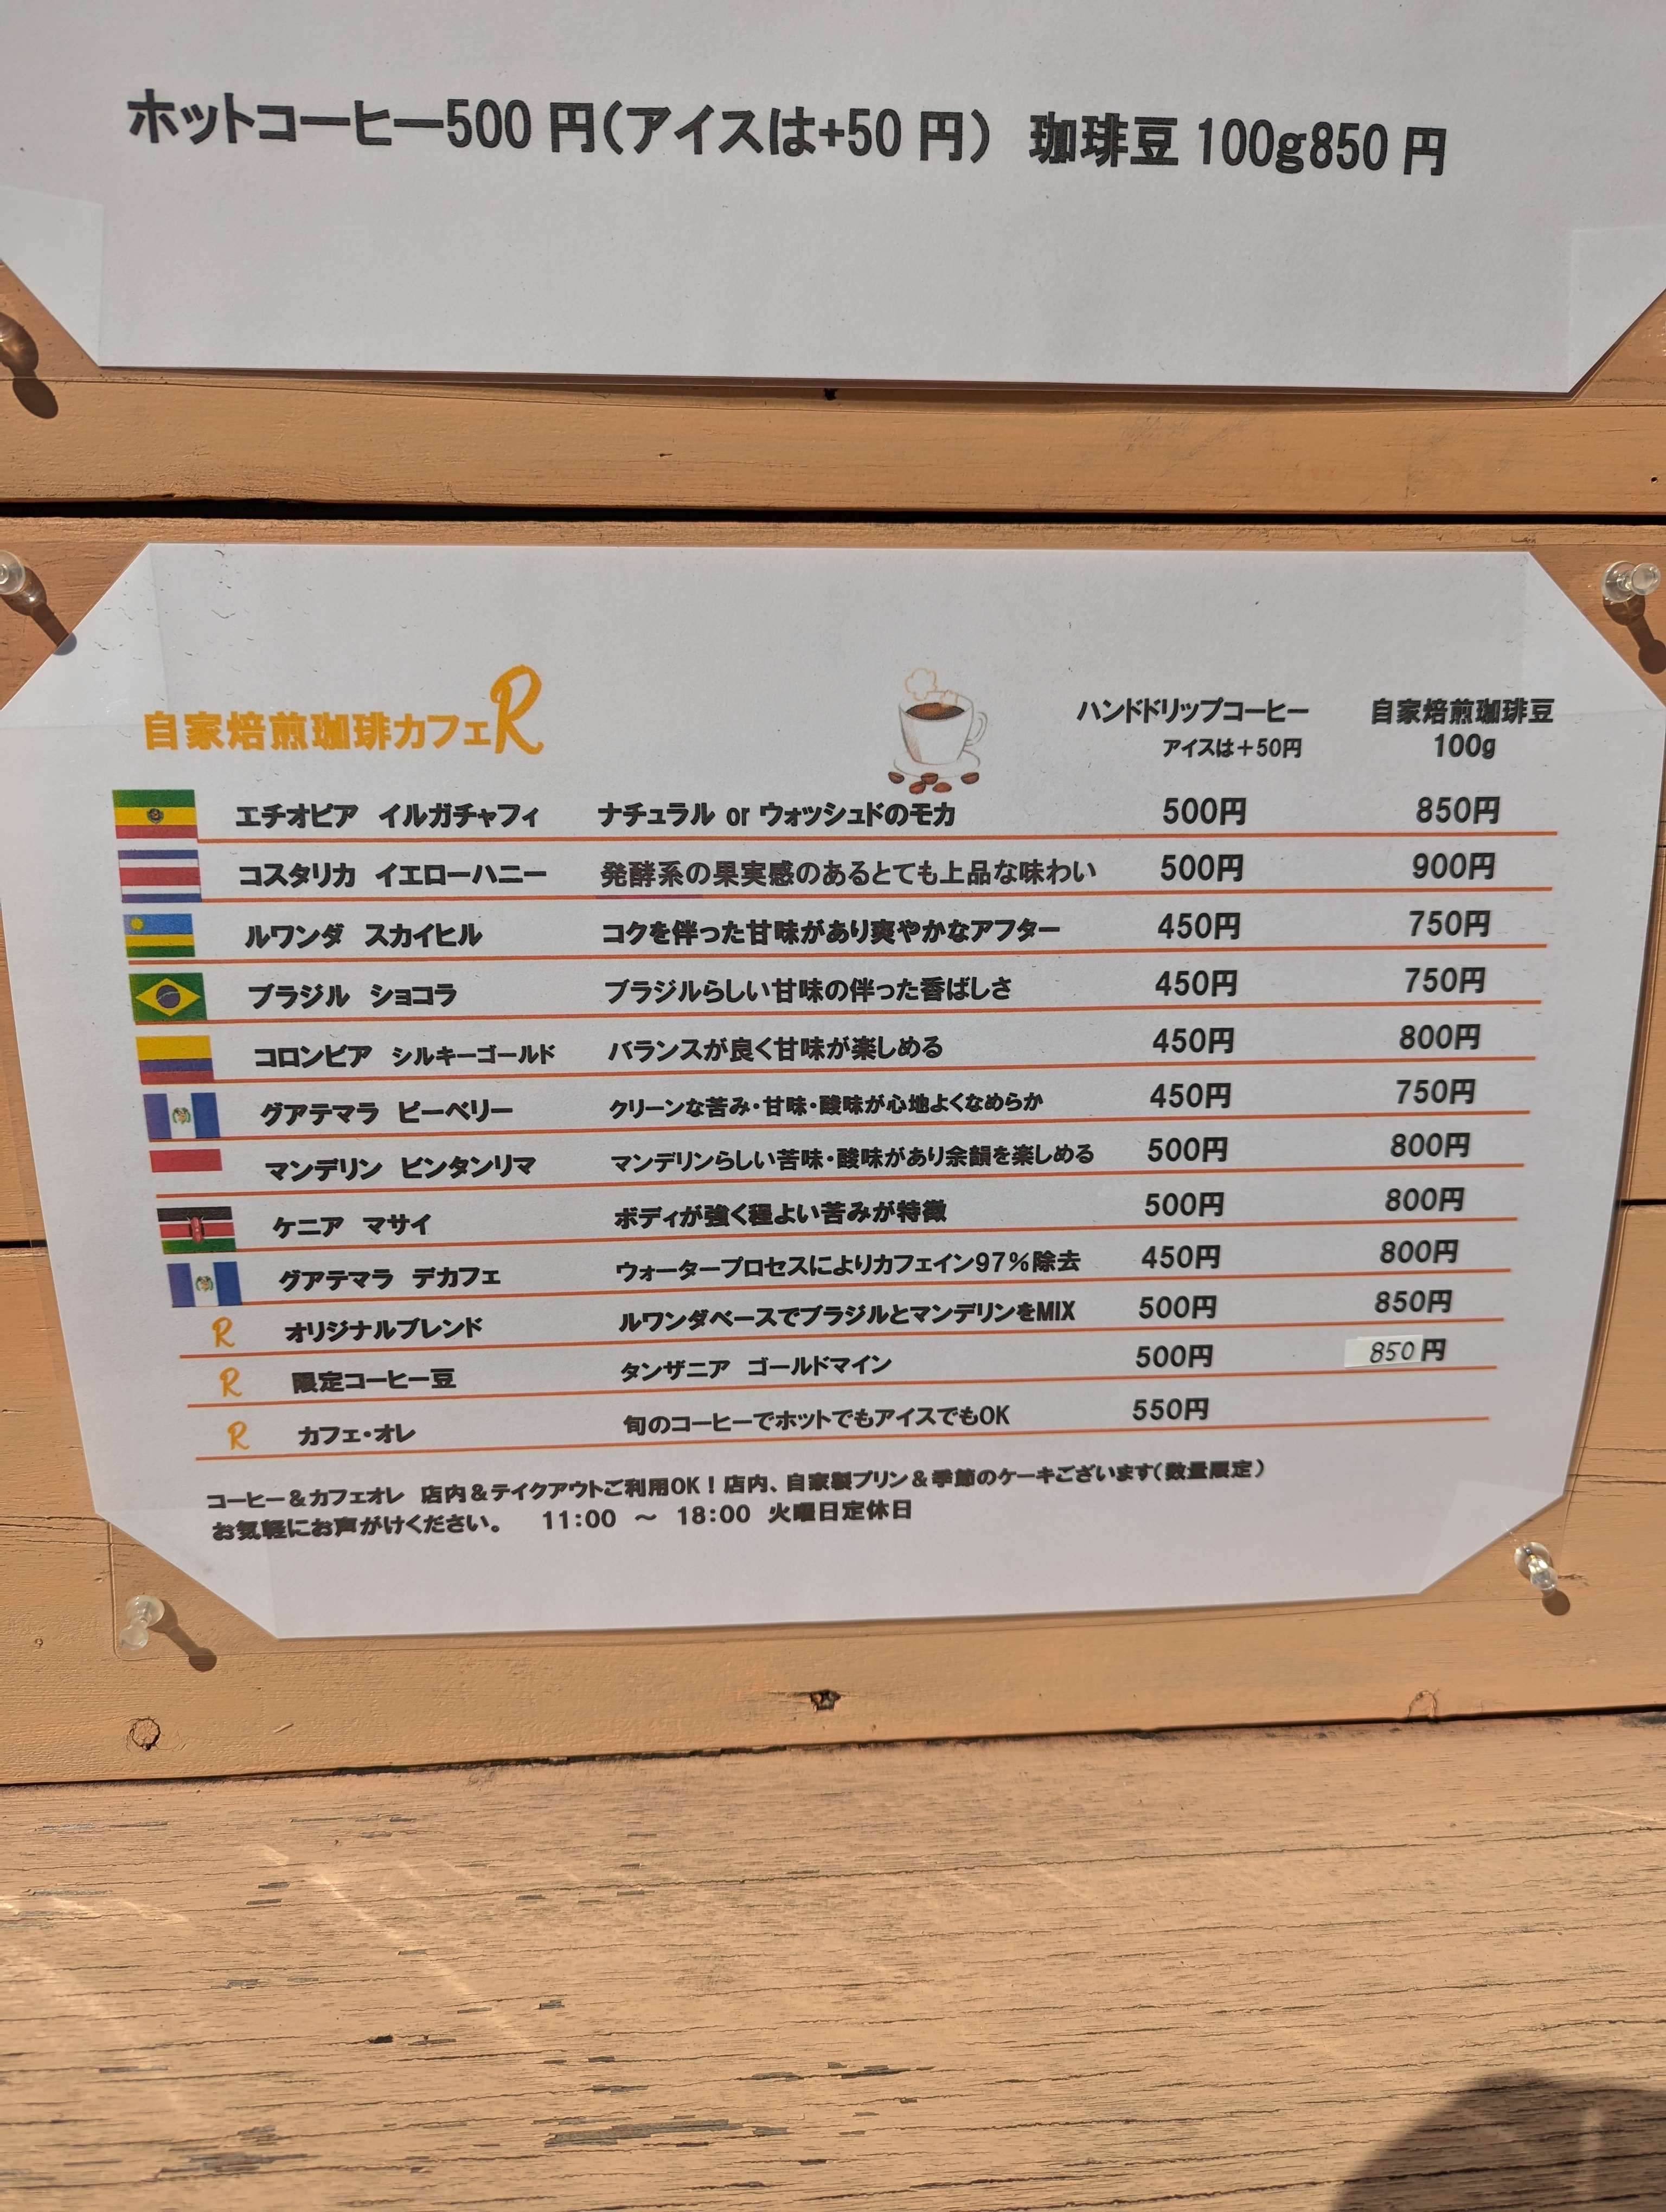 ホットコーヒー500円（アイスは+50円） 珈琲豆100g850円
自家焙煎珈琲カフェR ハンドドリップコーヒー 自家焙煎珈琲豆
アイスは＋50円 100g
エチオピア イルガチャフィ ナチュラル or ウォッシュドのモカ 500円 850円
コスタリカ イエローハニー 発酵系の果実感のあるとても上品な味わい 500円 900円
ルワンダ スカイヒル コクを伴った甘味があり爽やかなアフター 450円 750円
ブラジル ショコラ ブラジルらしい甘味の伴った香ばしさ 450円 750円
コロンビア シルキーゴールド バランスが良く甘味が楽しめる 450円 800円
グアテマラ ピーベリー クリーンな苦み・甘味・酸味が心地よくなめらか 450円 750円
マンデリン ビンタンリマ マンデリンらしい苦味・酸味があり余韻を楽しめる 500円 800円
ケニア マサイ ボディが強く程よい苦みが特徴 500円 800円
グアテマラ デカフェ ウォータープロセスによりカフェイン97％除去 450円 800円
R オリジナルブレンド ルワンダベースでブラジルとマンデリンをMIX 500円 850円
R 限定コーヒー豆 タンザニア ゴールドマイン 500円 850円
R カフェ・オレ 旬のコーヒーでホットでもアイスでもOK 550円
コーヒー＆カフェオレ 店内＆テイクアウトご利用OK！店内、自家製プリン＆季節のケーキございます（数量限定）
お気軽にお声がけください。 11：00 ～ 18：00 火曜日定休日